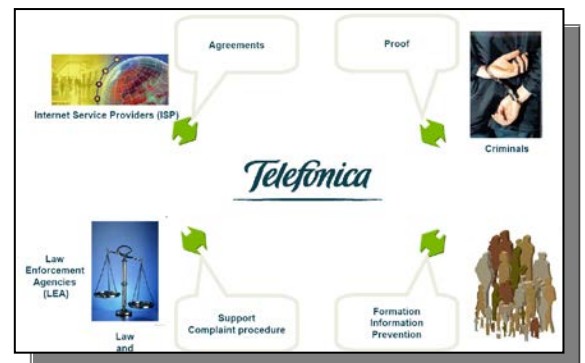 Agreements
Proof
Internet Service Providers (ISP)
Criminals
Telefónica
Law
Enforcement
Agencies
(LEA)
Support
Complaint procedure
Formation
Information
Prevention
Law
and